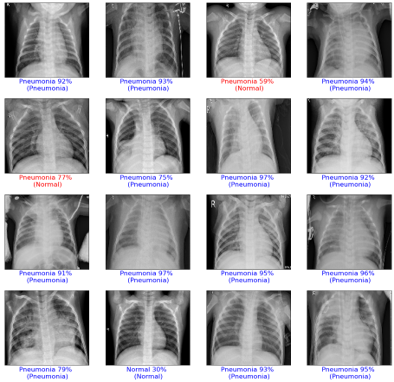 Pneumonia 92%
(Pneumonia)
Pneumonia 93%
(Pneumonia)
Pneumonia 59%
(Normal)
Pneumonia 94%
(Pneumonia)
Pneumonia 77%
(Normal)
Pneumonia 75%
(Pneumonia)
Pneumonia 97%
(Pneumonia)
Pneumonia 92%
(Pneumonia)
R
Pneumonia 91%
(Pneumonia)
Pneumonia 97%
(Pneumonia)
Pneumonia 95%
(Pneumonia)
Pneumonia 96%
(Pneumonia)
Pneumonia 79%
(Pneumonia)
Normal 30%
(Normal)
Pneumonia 93%
(Pneumonia)
Pneumonia 95%
(Pneumonia)